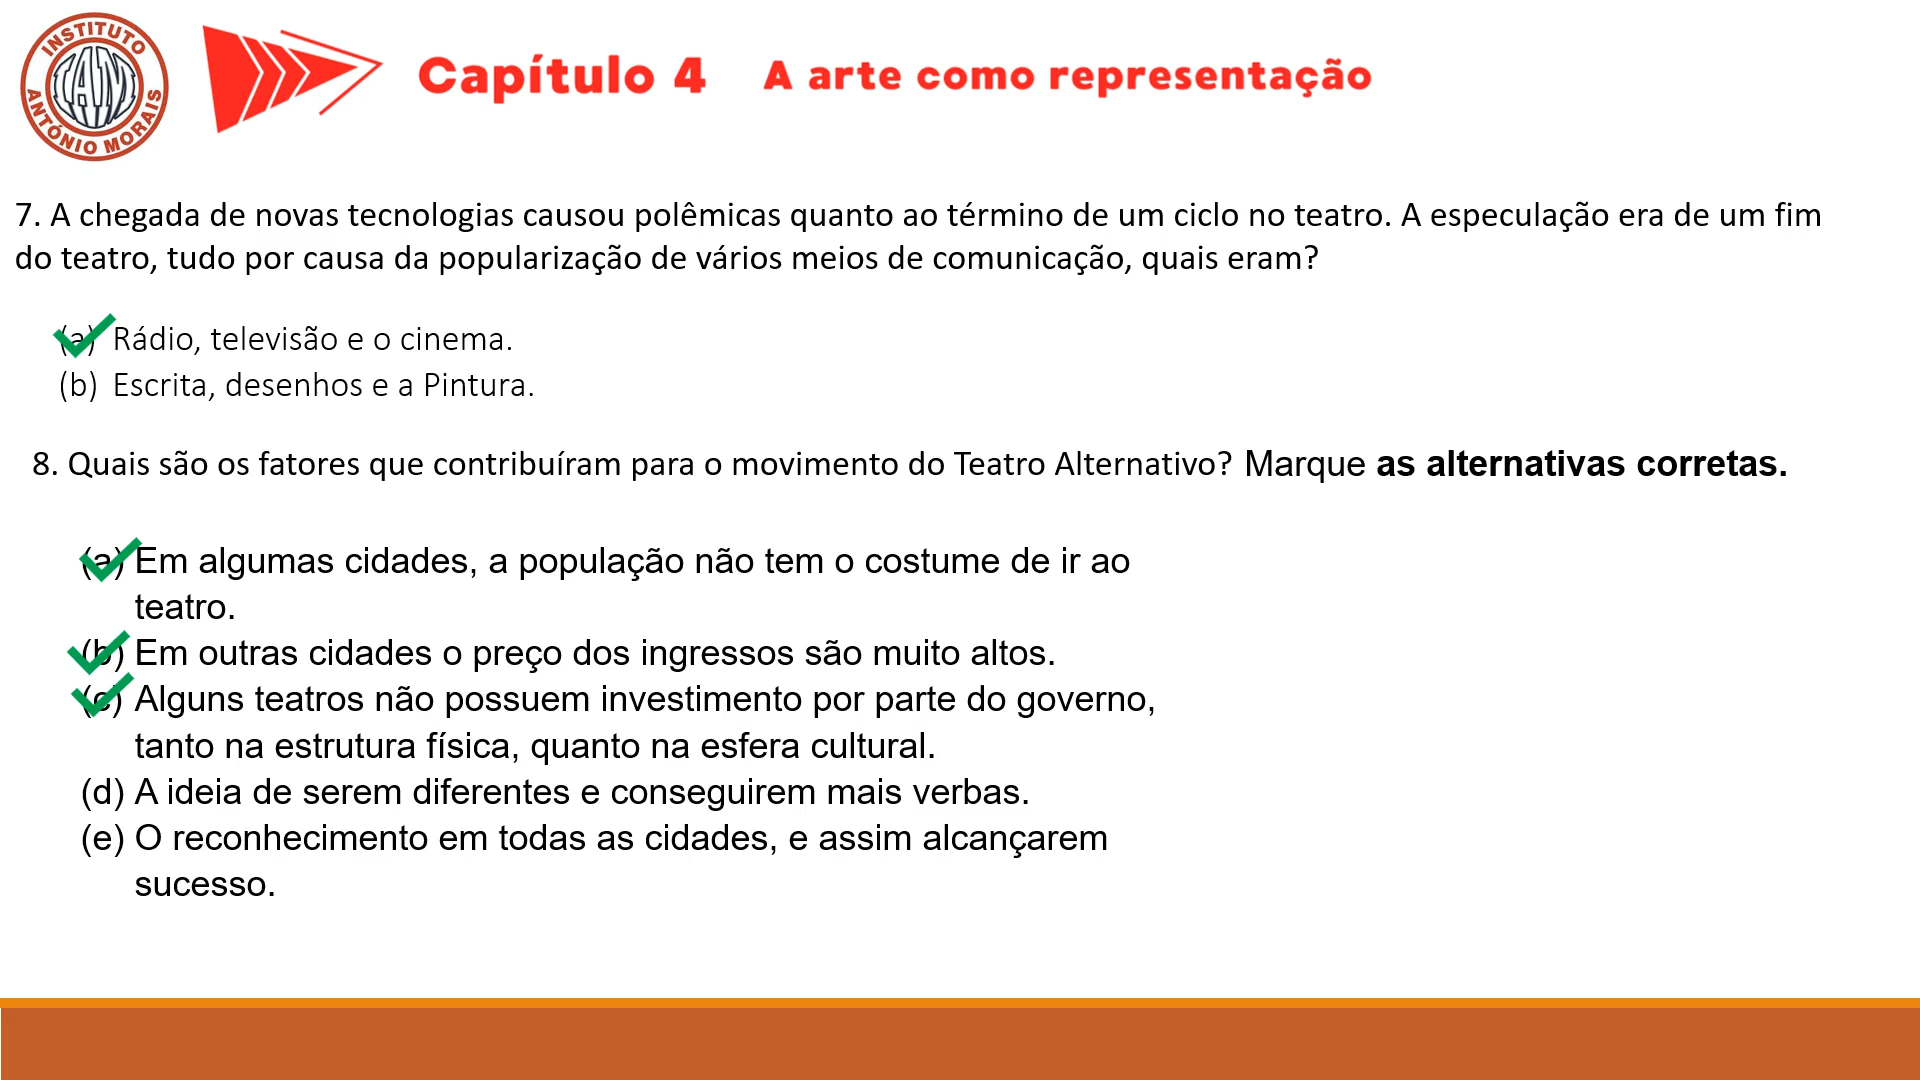 INSTITUTO
IAM
ANTÓNIO MORAIS
Capítulo 4 A arte como representação
7. A chegada de novas tecnologias causou polêmicas quanto ao término de um ciclo no teatro. A especulação era de um fim
do teatro, tudo por causa da popularização de vários meios de comunicação, quais eram?
(a) Rádio, televisão e o cinema.
(b) Escrita, desenhos e a Pintura.
8. Quais são os fatores que contribuíram para o movimento do Teatro Alternativo? Marque as alternativas corretas.
(a) Em algumas cidades, a população não tem o costume de ir ao
teatro.
(b) Em outras cidades o preço dos ingressos são muito altos.
(c) Alguns teatros não possuem investimento por parte do governo,
tanto na estrutura física, quanto na esfera cultural.
(d) A ideia de serem diferentes e conseguirem mais verbas.
(e) O reconhecimento em todas as cidades, e assim alcançarem
sucesso.